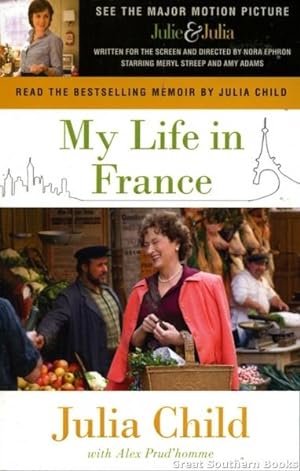 SEE THE MAJOR MOTION PICTURE
Julie & Julia
WRITTEN FOR THE SCREEN AND DIRECTED BY NORA EPHRON
STARRING MERYL STREEP AND AMY ADAMS
READ THE BESTSELLING MEMOIR BY JULIA CHILD
My Life in
France
Julia Child
with Alex Prud'homme
Great Southern Books